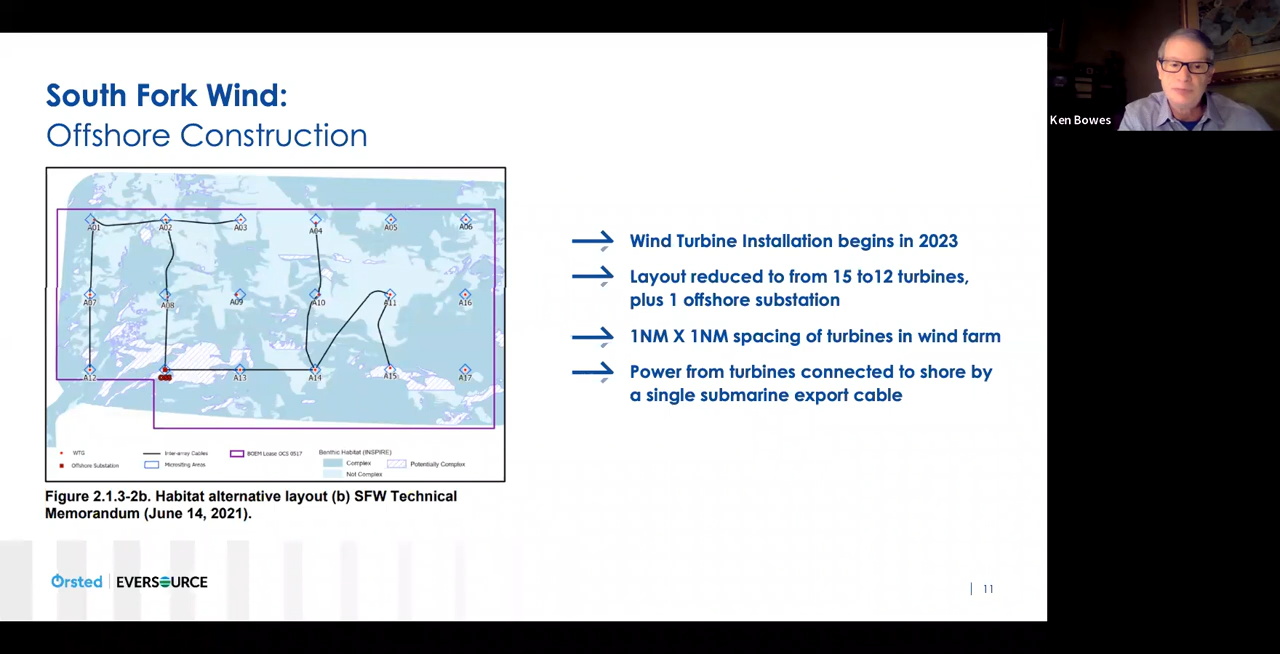 South Fork Wind:
Offshore Construction
Ken Bowes
A01
A02
A03
A04
A05
A06
A07
A08
A09
A10
A11
A16
A12
OSS
A13
A14
A15
A17
WTG
Offshore Substation
Inter-array Cables
Micrositing Areas
BOEM Lease OCS 0517
Benthic Habitat (INSPIRE)
Complex
Potentially Complex
Not Complex
Figure 2.1.3-2b. Habitat alternative layout (b) SFW Technical
Memorandum (June 14, 2021).
Wind Turbine Installation begins in 2023
Layout reduced to from 15 to12 turbines,
plus 1 offshore substation
1NM X 1NM spacing of turbines in wind farm
Power from turbines connected to shore by
a single submarine export cable
Orsted | EVERSOURCE
| 11